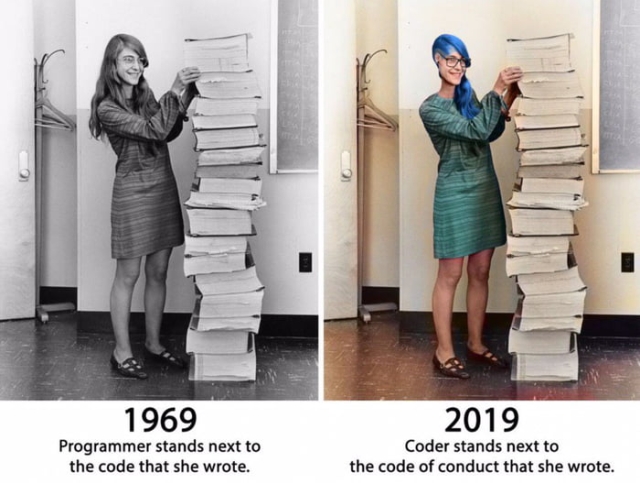 1969
Programmer stands next to
the code that she wrote.
2019
Coder stands next to
the code of conduct that she wrote.